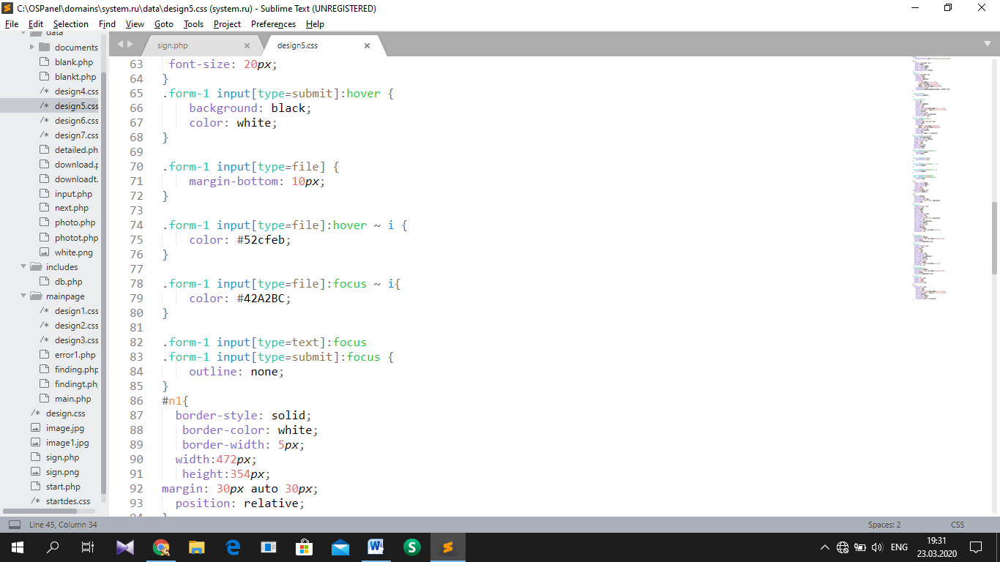 C:\OSPanel\domains\system.ru\data\design5.css (system.ru) - Sublime Text (UNREGISTERED)
File Edit Selection Find View Goto Tools Project Preferences Help
data
documents
blank.php
blankt.php
/* design4.css
/* design5.css
/* design6.css
/* design7.css
detailed.ph
download.p
downloadt.
input.php
next.php
photo.php
photot.php
white.png
includes
db.php
mainpage
/* design1.css
/* design2.css
/* design3.css
error1.php
finding.php
findingt.php
main.php
/* design.css
image.jpg
image1.jpg
sign.php
sign.png
start.php
/* startdes.css
sign.php × design5.css ×
63 font-size: 20px;
64 }
65 .form-1 input[type=submit]:hover {
66 background: black;
67 color: white;
68 }
69
70 .form-1 input[type=file] {
71 margin-bottom: 10px;
72 }
73
74 .form-1 input[type=file]:hover ~ i {
75 color: #52cfeb;
76 }
77
78 .form-1 input[type=file]:focus ~ i{
79 color: #42A2BC;
80 }
81
82 .form-1 input[type=text]:focus
83 .form-1 input[type=submit]:focus {
84 outline: none;
85 }
86 #n1{
87 border-style: solid;
88 border-color: white;
89 border-width: 5px;
90 width:472px;
91 height:354px;
92 margin: 30px auto 30px;
93 position: relative;
94 }
Line 45, Column 34
Spaces: 2
CSS
ENG
19:31
23.03.2020